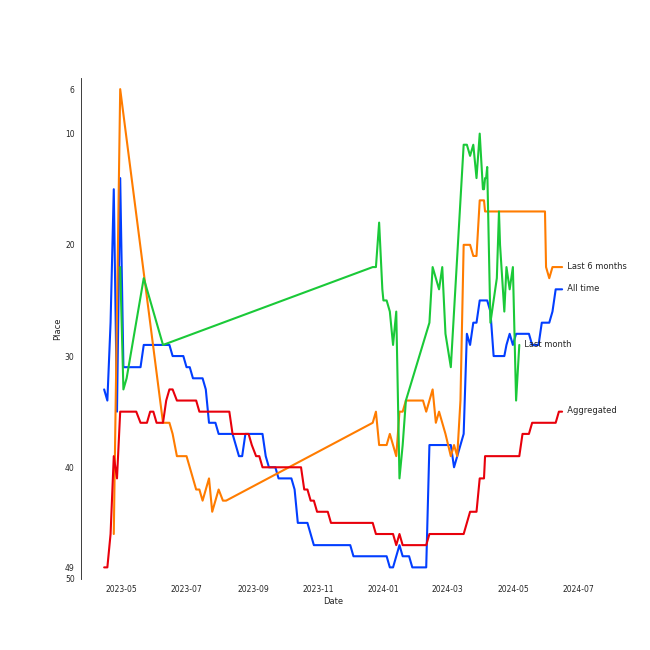 6
10
20
30
40
49
50
Place
2023-05 2023-07 2023-09 2023-11 2024-01 2024-03 2024-05 2024-07
Date
Last 6 months
All time
Last month
Aggregated